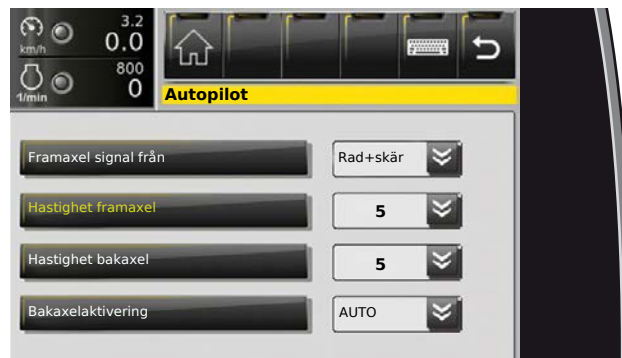 3.2
km/h 0.0
800
1/min 0
Autopilot
Framaxel signal från Rad+skär
Hastighet framaxel 5
Hastighet bakaxel 5
Bakaxelaktivering AUTO